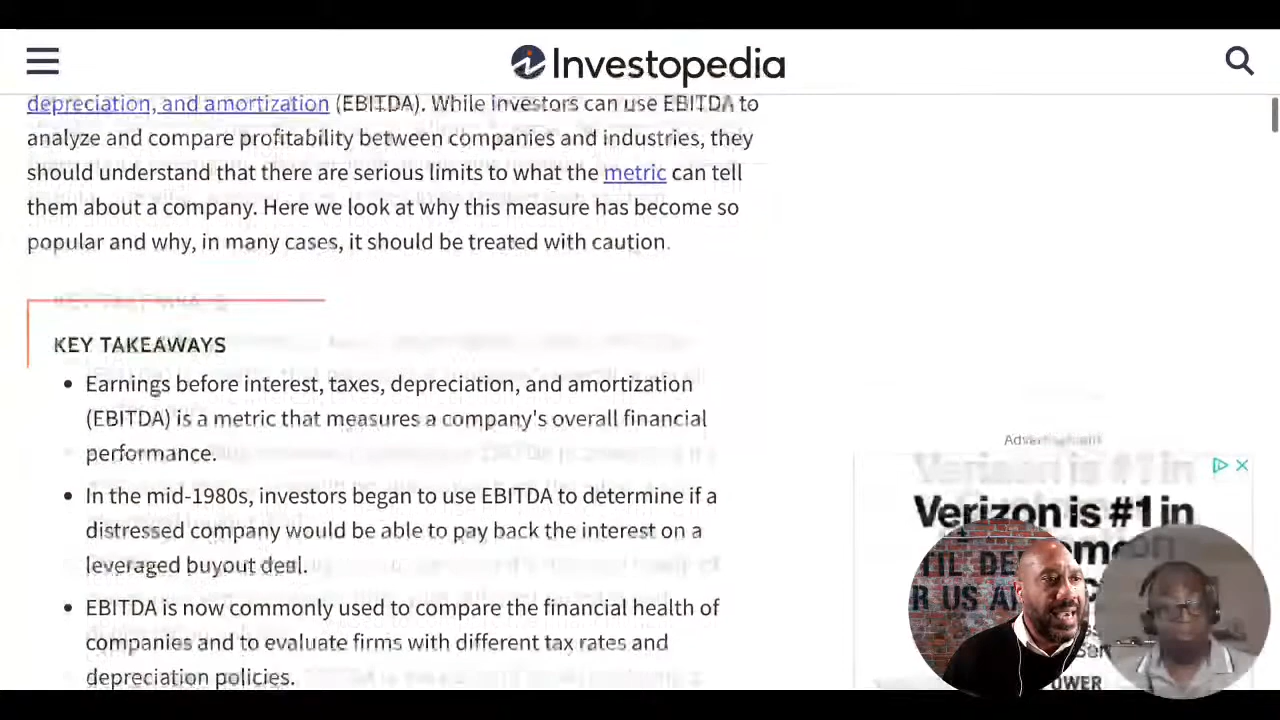 Investopedia
depreciation, and amortization (EBITDA). While investors can use EBITDA to
analyze and compare profitability between companies and industries, they
should understand that there are serious limits to what the metric can tell
them about a company. Here we look at why this measure has become so
popular and why, in many cases, it should be treated with caution.
KEY TAKEAWAYS
• Earnings before interest, taxes, depreciation, and amortization
(EBITDA) is a metric that measures a company's overall financial
performance.
• In the mid-1980s, investors began to use EBITDA to determine if a
distressed company would be able to pay back the interest on a
leveraged buyout deal.
• EBITDA is now commonly used to compare the financial health of
companies and to evaluate firms with different tax rates and
depreciation policies.
Advertisement
Verizon is #1 in